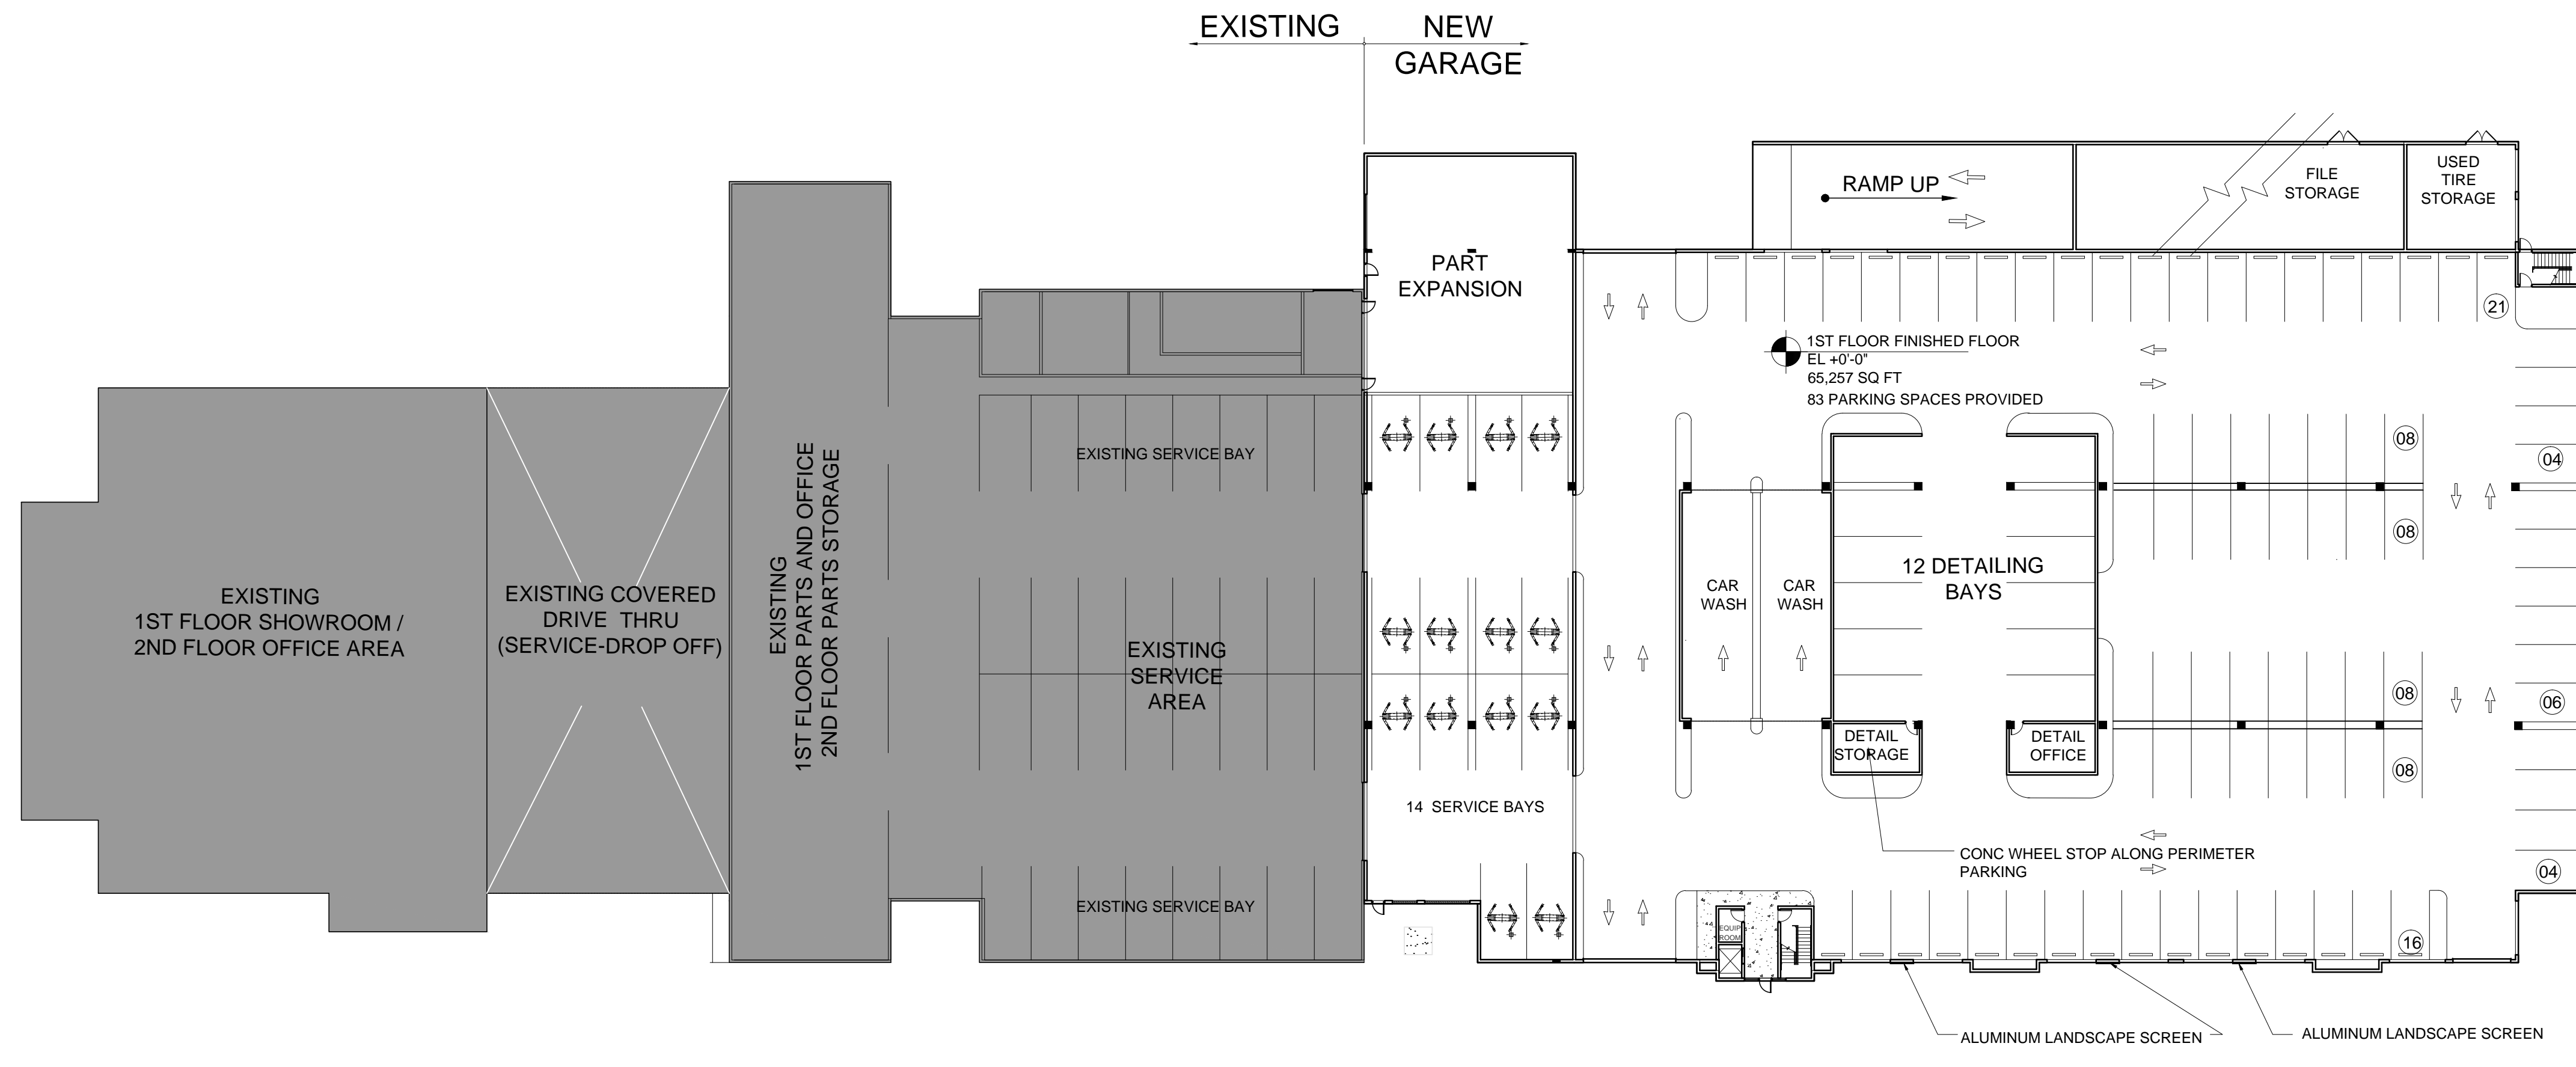 EXISTING
NEW
GARAGE
RAMP UP
FILE
STORAGE
USED
TIRE
STORAGE
PART
EXPANSION
21
1ST FLOOR FINISHED FLOOR
EL +0'-0"
65,257 SQ FT
83 PARKING SPACES PROVIDED
EXISTING SERVICE BAY
08
04
08
EXISTING
1ST FLOOR SHOWROOM /
2ND FLOOR OFFICE AREA
EXISTING COVERED
DRIVE THRU
(SERVICE-DROP OFF)
EXISTING
1ST FLOOR PARTS AND OFFICE
2ND FLOOR PARTS STORAGE
EXISTING
SERVICE
AREA
CAR
WASH
CAR
WASH
12 DETAILING
BAYS
08
06
DETAIL
STORAGE
DETAIL
OFFICE
08
14 SERVICE BAYS
CONC WHEEL STOP ALONG PERIMETER
PARKING
04
EXISTING SERVICE BAY
EQUIP
ROOM
16
ALUMINUM LANDSCAPE SCREEN
ALUMINUM LANDSCAPE SCREEN